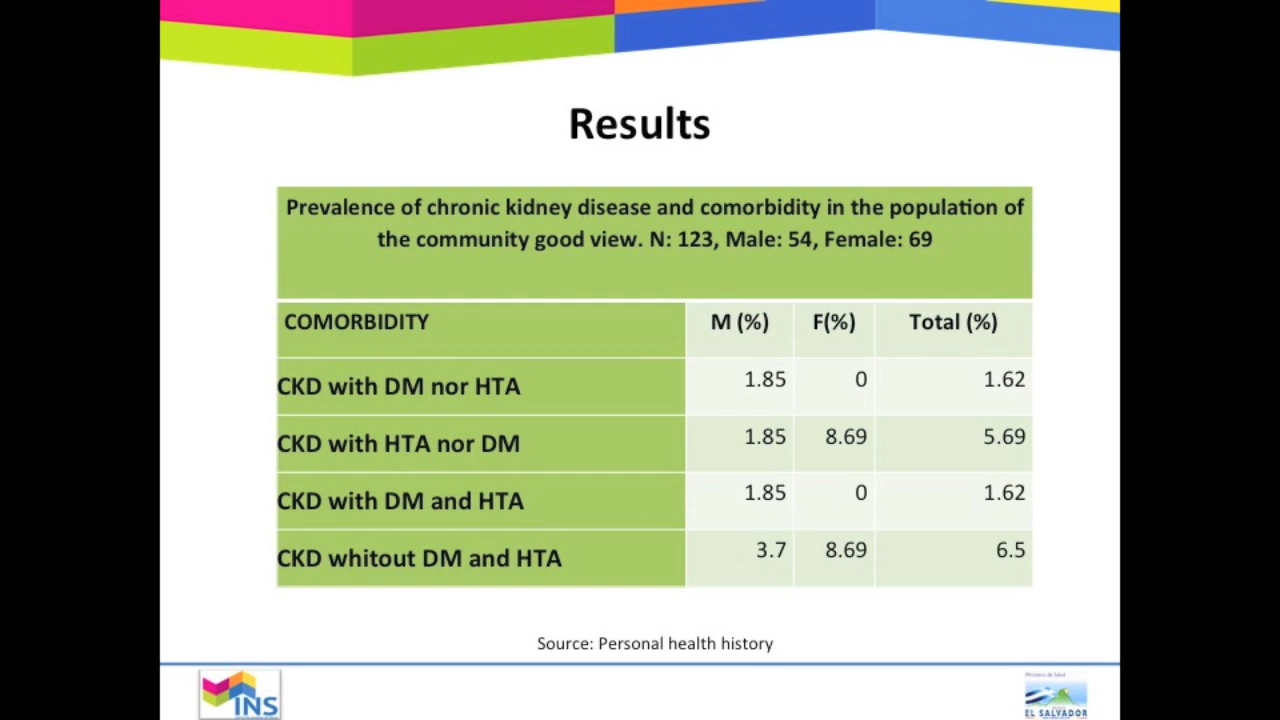 Results
Prevalence of chronic kidney disease and comorbidity in the population of
the community good view. N: 123, Male: 54, Female: 69
COMORBIDITY M (%) F(%) Total (%)
CKD with DM nor HTA 1.85 0 1.62
CKD with HTA nor DM 1.85 8.69 5.69
CKD with DM and HTA 1.85 0 1.62
CKD whitout DM and HTA 3.7 8.69 6.5
Source: Personal health history
INS
Ministerio de Salud
EL SALVADOR